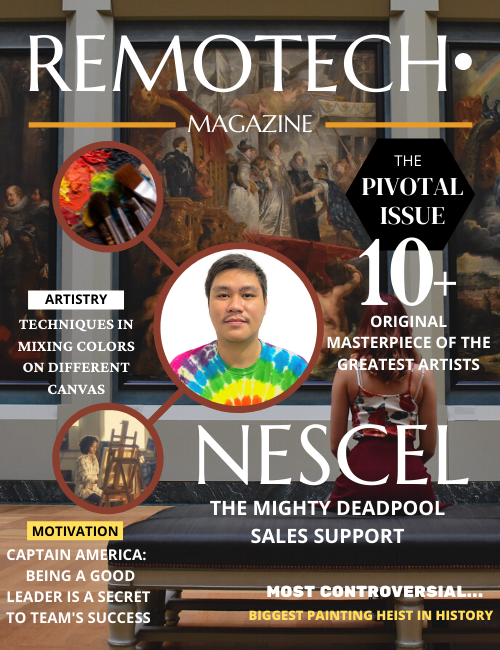 REMOTECH•
MAGAZINE
THE
PIVOTAL
ISSUE
10+
ORIGINAL
MASTERPIECE OF THE
GREATEST ARTISTS
ARTISTRY
TECHNIQUES IN
MIXING COLORS
ON DIFFERENT
CANVAS
NESCEL
THE MIGHTY DEADPOOL
SALES SUPPORT
MOTIVATION
CAPTAIN AMERICA:
BEING A GOOD
LEADER IS A SECRET
TO TEAM'S SUCCESS
MOST CONTROVERSIAL...
BIGGEST PAINTING HEIST IN HISTORY